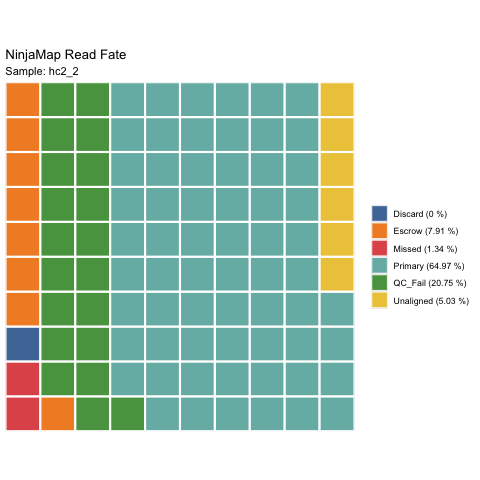 NinjaMap Read Fate
Sample: hc2_2
Discard (0 %)
Escrow (7.91 %)
Missed (1.34 %)
Primary (64.97 %)
QC_Fail (20.75 %)
Unaligned (5.03 %)